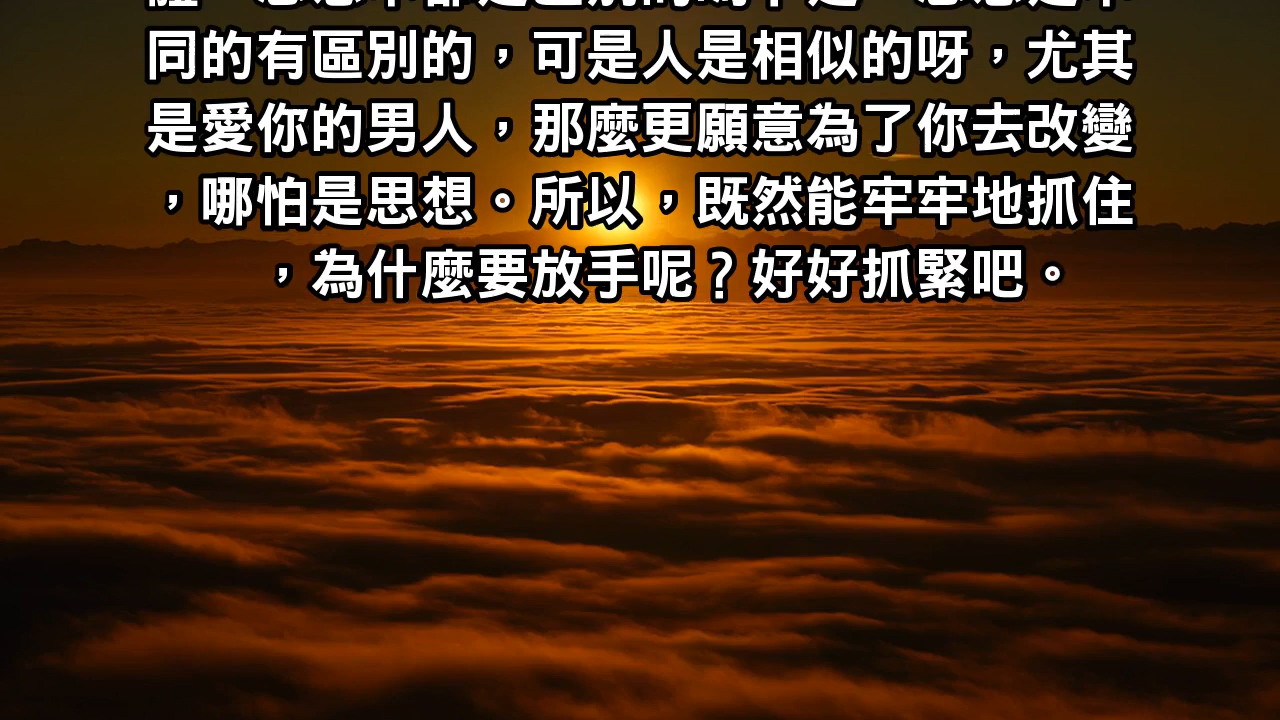 同的有區別的，可是人是相似的呀，尤其
是愛你的男人，那麼更願意為了你去改變
，哪怕是思想。所以，既然能牢牢地抓住
，為什麼要放手呢？好好抓緊吧。